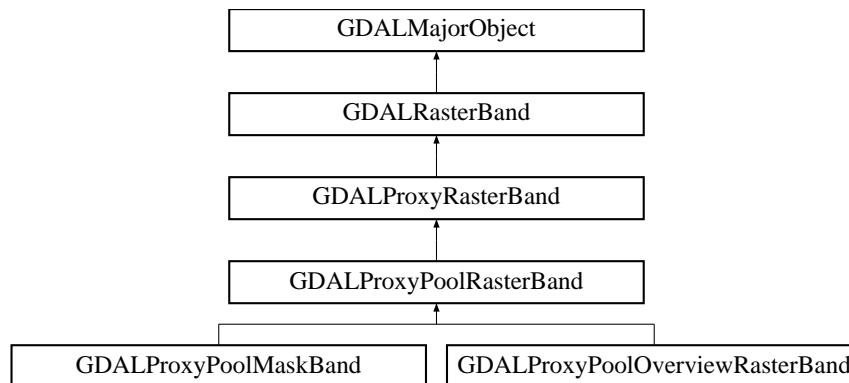 GDALMajorObject
GDALRasterBand
GDALProxyRasterBand
GDALProxyPoolRasterBand
GDALProxyPoolMaskBand
GDALProxyPoolOverviewRasterBand